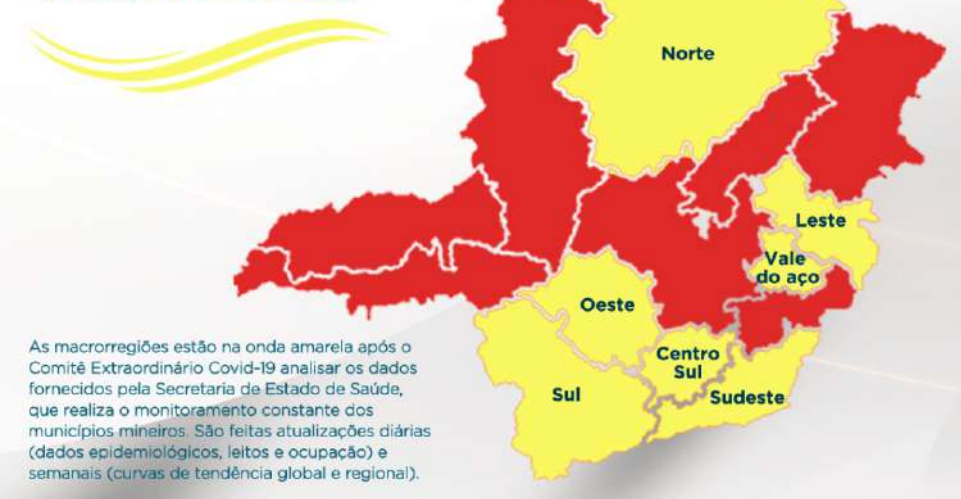 Norte
Leste
Vale
do aço
Oeste
Centro
Sul
Sul
Sudeste
As macrorregiões estão na onda amarela após o
Comitê Extraordinário Covid-19 analisar os dados
fornecidos pela Secretaria de Estado de Saúde,
que realiza o monitoramento constante dos
municípios mineiros. São feitas atualizações diárias
(dados epidemiológicos, leitos e ocupação) e
semanais (curvas de tendência global e regional).